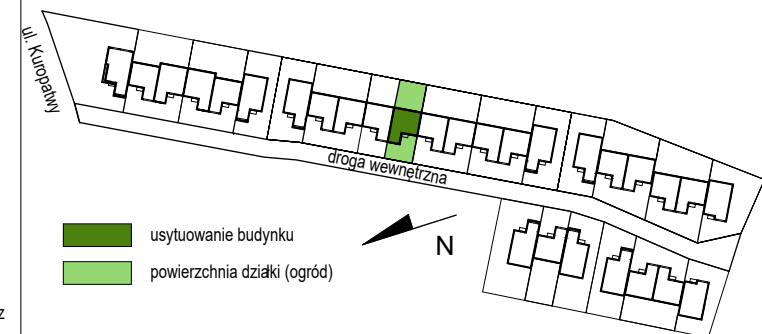 ul. Kuropatwy
droga wewnętrzna
usytuowanie budynku
N
powierzchnia działki (ogród)
z